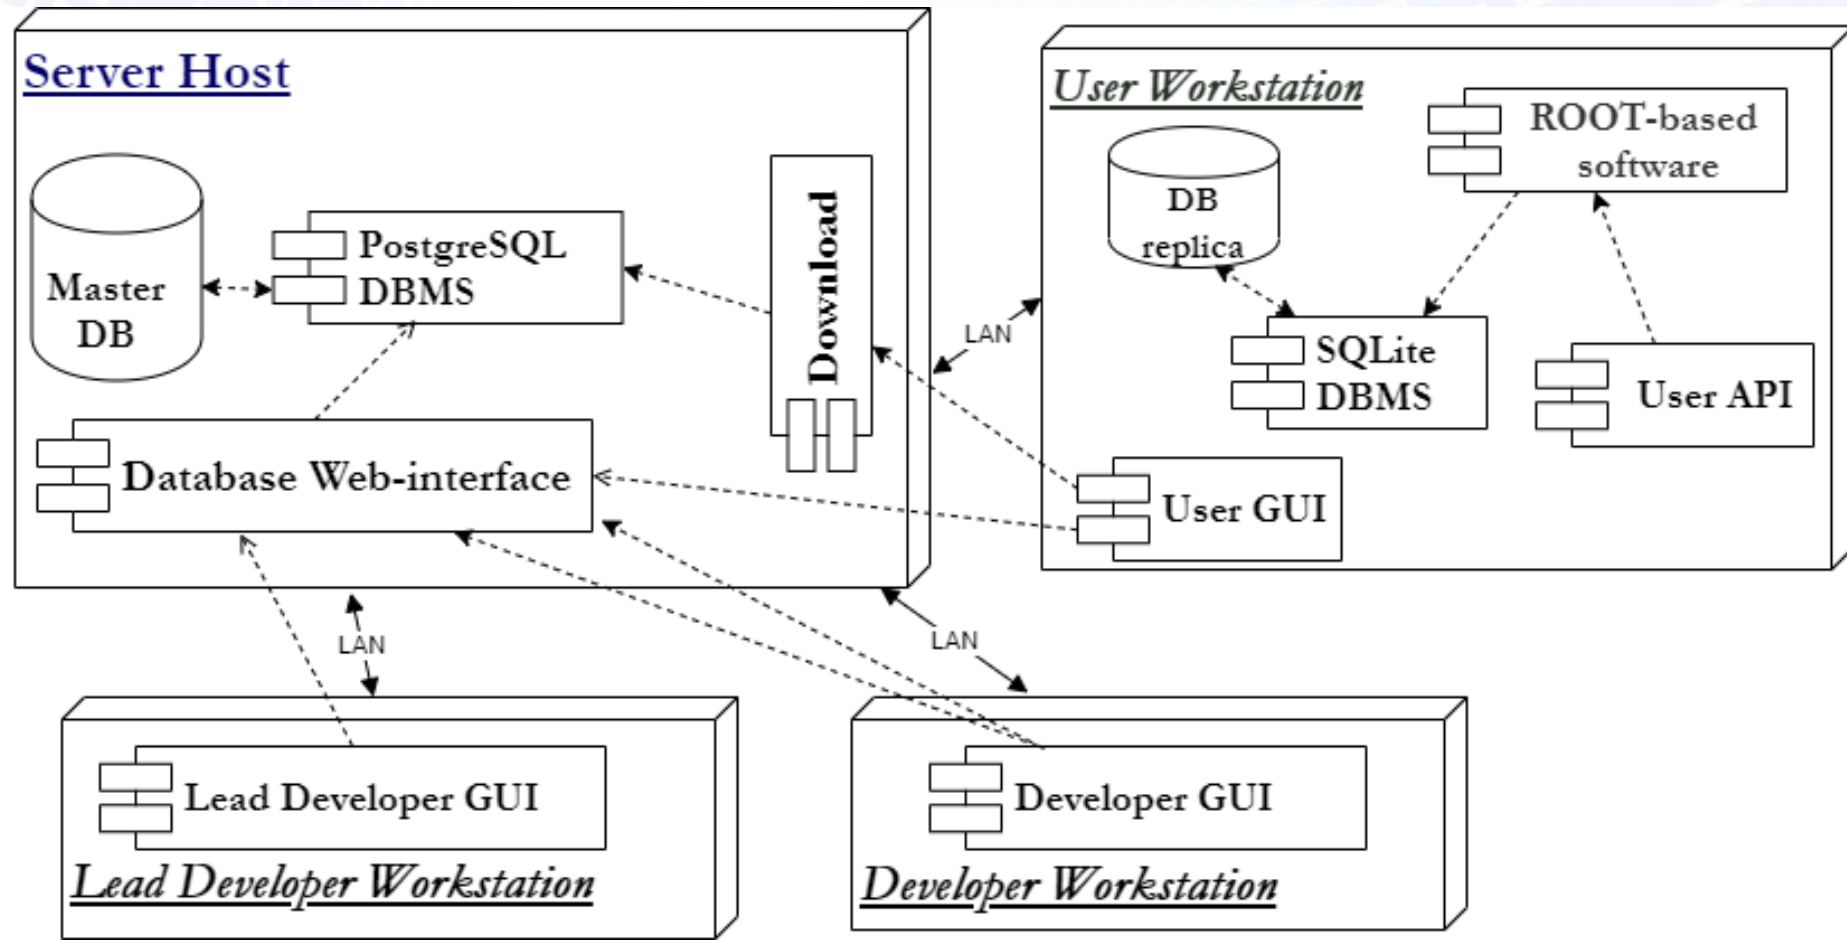 Server Host
Master
DB
PostgreSQL
DBMS
Download
Database Web-interface
LAN
User Workstation
ROOT-based
software
DB
replica
SQLite
DBMS
User API
User GUI
LAN
LAN
Lead Developer GUI
Lead Developer Workstation
Developer GUI
Developer Workstation